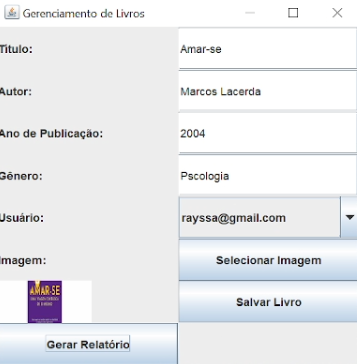 Gerenciamento de Livros
Título: Amar-se
Autor: Marcos Lacerda
Ano de Publicação: 2004
Gênero: Pscologia
Usuário: rayssa@gmail.com
Imagem: Selecionar Imagem
AMAR-SE
Salvar Livro
Gerar Relatório